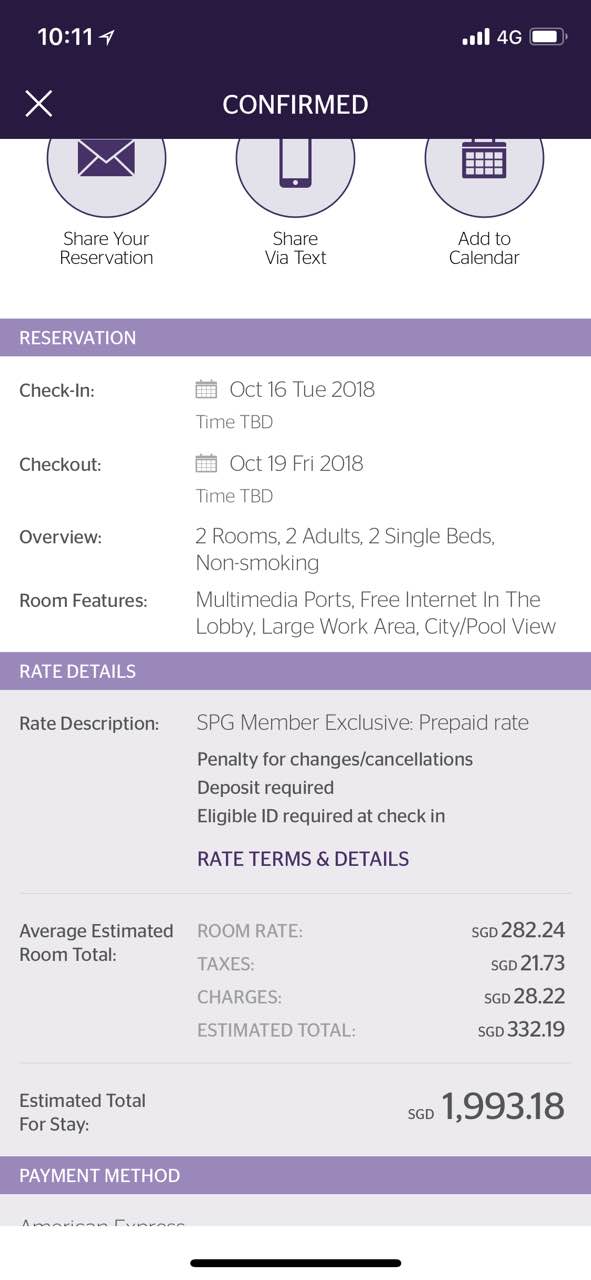 10:11
4G
CONFIRMED
Share Your
Reservation
Share
Via Text
Add to
Calendar
RESERVATION
Check-In:
Oct 16 Tue 2018
Time TBD
Checkout:
Oct 19 Fri 2018
Time TBD
Overview:
2 Rooms, 2 Adults, 2 Single Beds,
Non-smoking
Room Features:
Multimedia Ports, Free Internet In The
Lobby, Large Work Area, City/Pool View
RATE DETAILS
Rate Description:
SPG Member Exclusive: Prepaid rate
Penalty for changes/cancellations
Deposit required
Eligible ID required at check in
RATE TERMS & DETAILS
Average Estimated
Room Total:
ROOM RATE: SGD 282.24
TAXES: SGD 21.73
CHARGES: SGD 28.22
ESTIMATED TOTAL: SGD 332.19
Estimated Total
For Stay:
SGD 1,993.18
PAYMENT METHOD
American Express